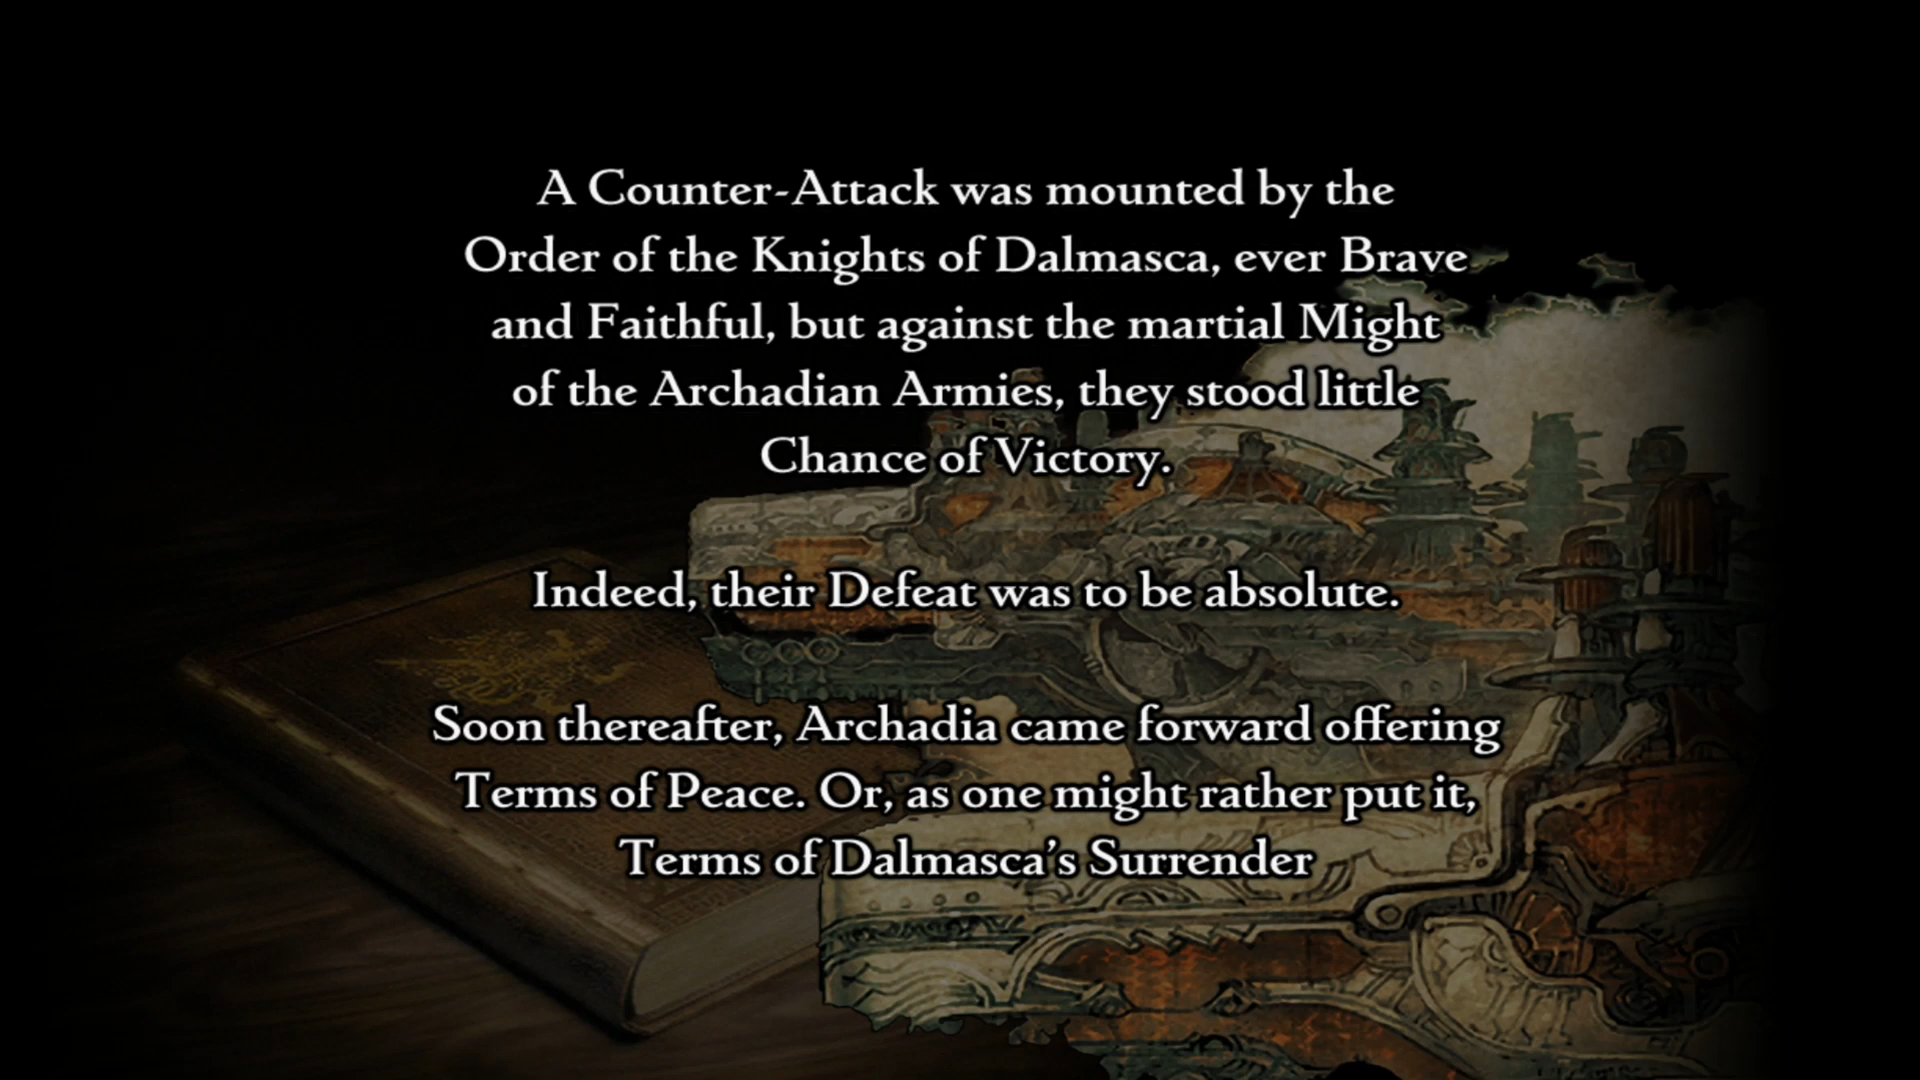 A Counter-Attack was mounted by the
Order of the Knights of Dalmasca, ever Brave
and Faithful, but against the martial Might
of the Archadian Armies, they stood little
Chance of Victory.
Indeed, their Defeat was to be absolute.
Soon thereafter, Archadia came forward offering
Terms of Peace. Or, as one might rather put it,
Terms of Dalmasca’s Surrender